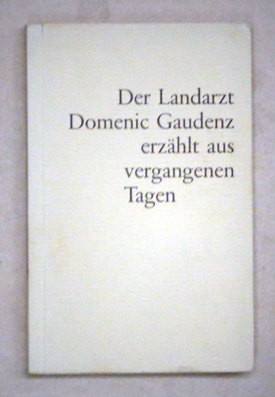 Der Landarzt
Domenic Gaudenz
erzählt aus
vergangenen
Tagen